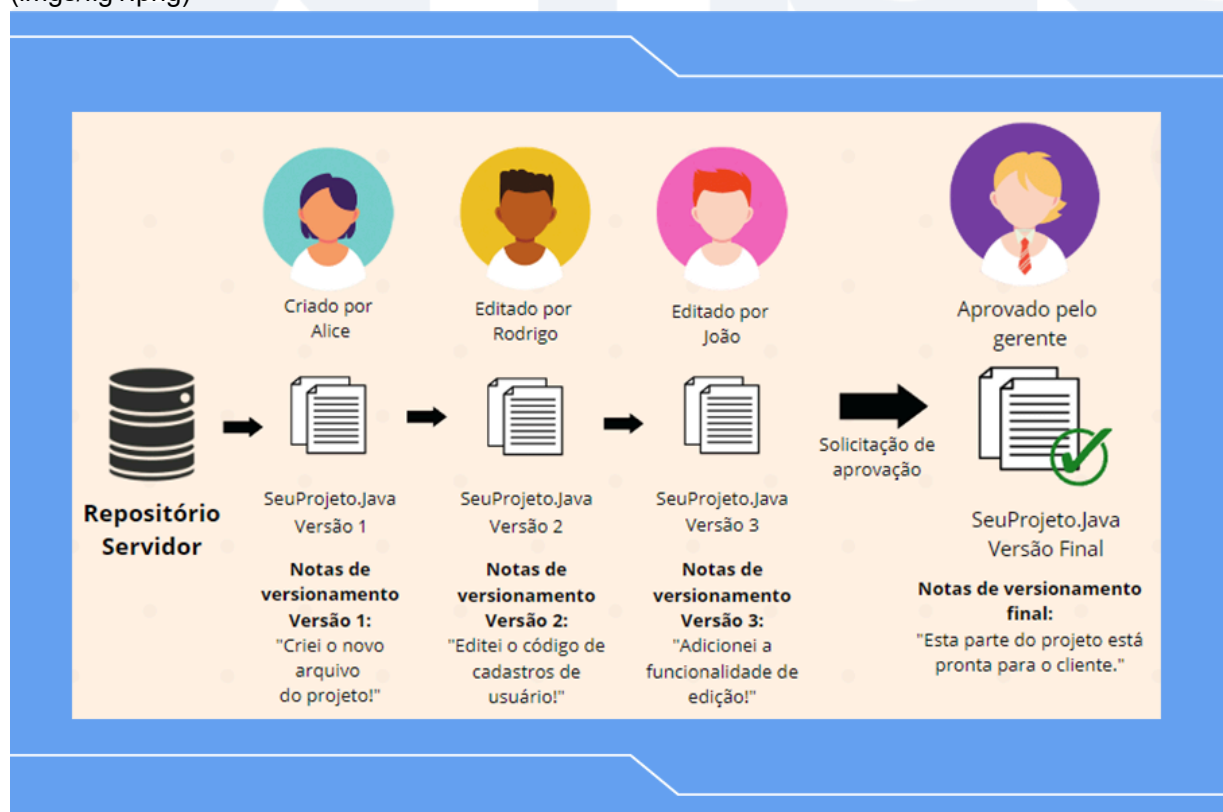 (imgs/fig1.png)
Criado por
Alice
Editado por
Rodrigo
Editado por
João
Aprovado pelo
gerente
Repositório
Servidor
SeuProjeto.Java
Versão 1
Notas de
versionamento
Versão 1:
"Criei o novo
arquivo
do projeto!"
SeuProjeto.Java
Versão 2
Notas de
versionamento
Versão 2:
"Editei o código de
cadastros de
usuário!"
SeuProjeto.Java
Versão 3
Notas de
versionamento
Versão 3:
"Adicionei a
funcionalidade de
edição!"
Solicitação de
aprovação
SeuProjeto.Java
Versão Final
Notas de versionamento
final:
"Esta parte do projeto está
pronta para o cliente."